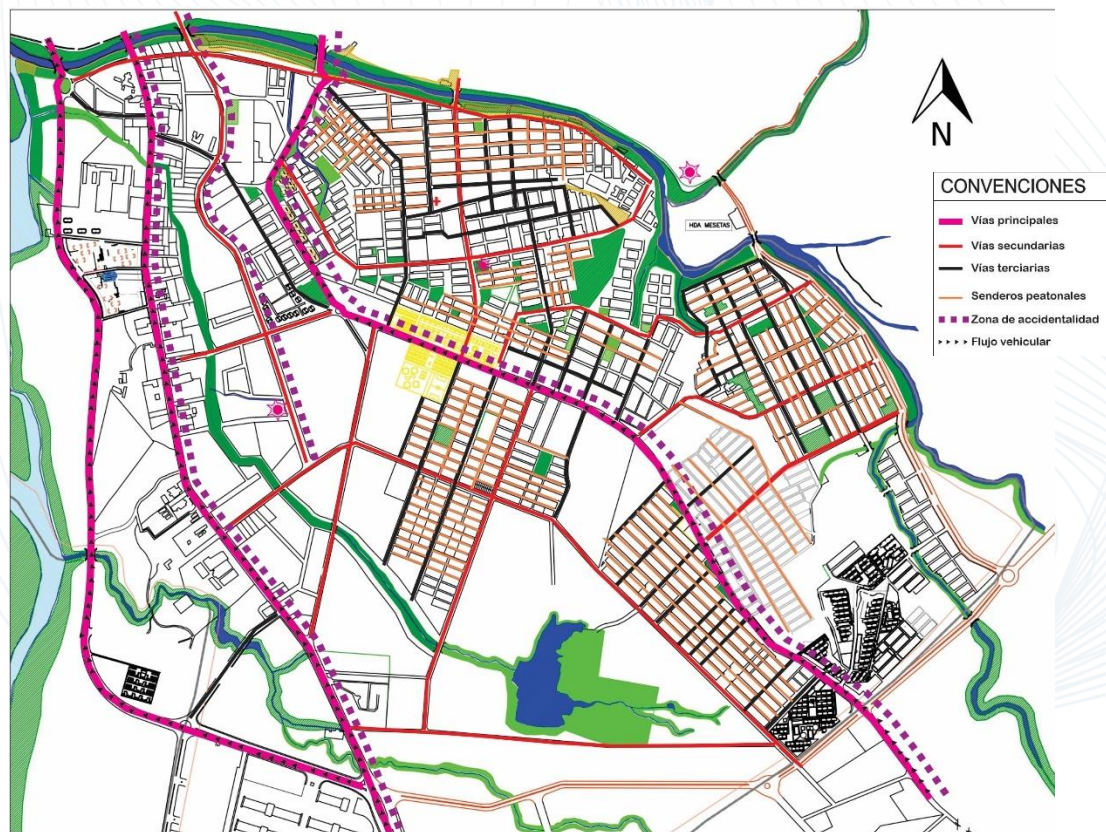 N
CONVENCIONES
Vías principales
Vías secundarias
Vías terciarias
Senderos peatonales
Zona de accidentalidad
Flujo vehicular
HDA MESETAS